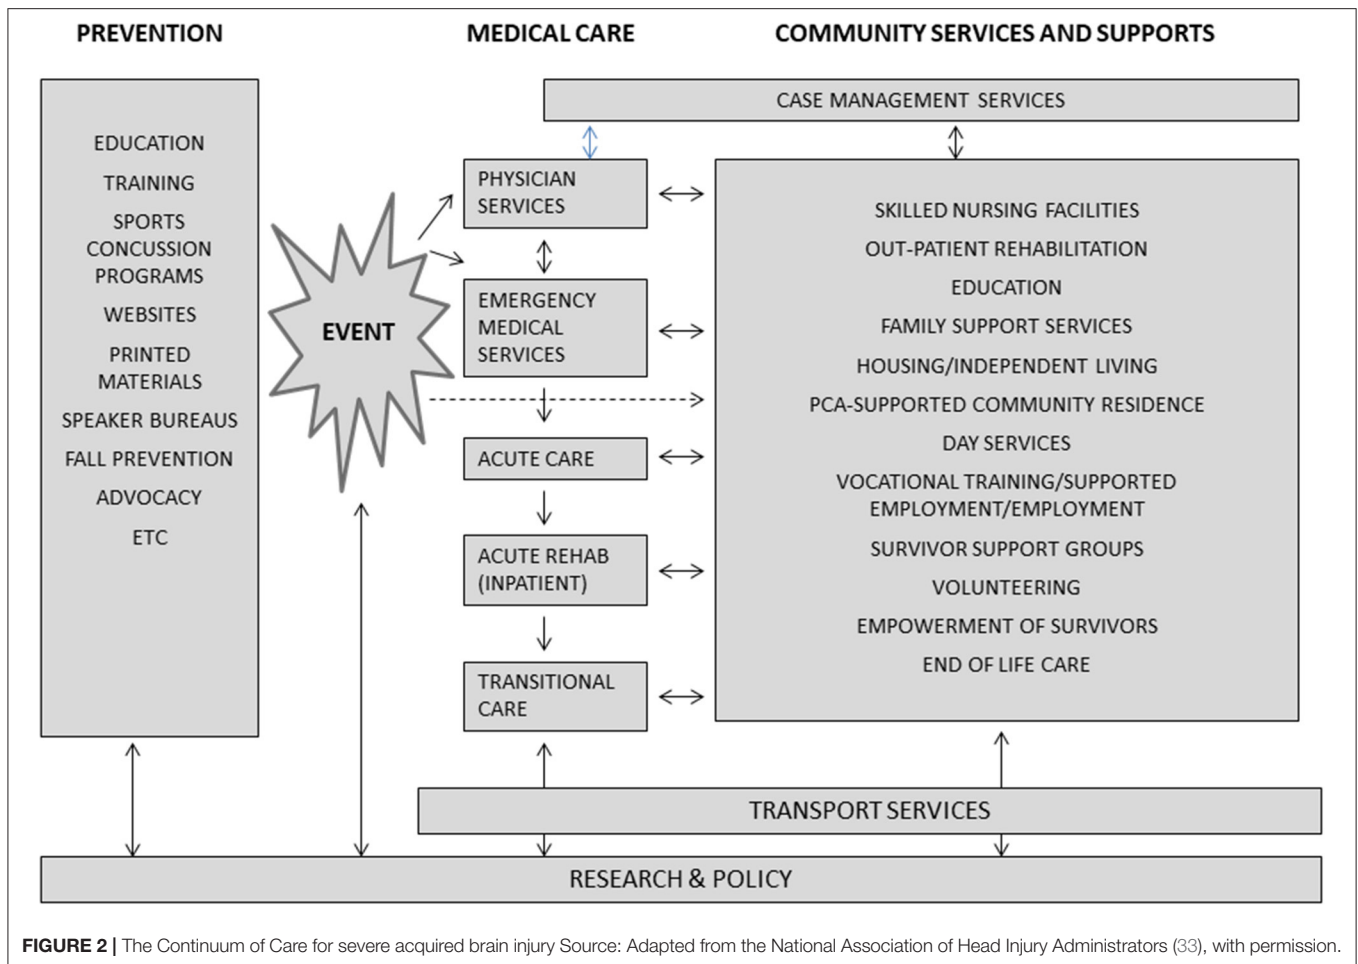 PREVENTION
MEDICAL CARE
COMMUNITY SERVICES AND SUPPORTS
EDUCATION
TRAINING
SPORTS
CONCUSSION
PROGRAMS
WEBSITES
PRINTED
MATERIALS
SPEAKER BUREAUS
FALL PREVENTION
ADVOCACY
ETC
EVENT
CASE MANAGEMENT SERVICES
PHYSICIAN
SERVICES
EMERGENCY
MEDICAL
SERVICES
ACUTE CARE
ACUTE REHAB
(INPATIENT)
TRANSITIONAL
CARE
SKILLED NURSING FACILITIES
OUT-PATIENT REHABILITATION
EDUCATION
FAMILY SUPPORT SERVICES
HOUSING/INDEPENDENT LIVING
PCA-SUPPORTED COMMUNITY RESIDENCE
DAY SERVICES
VOCATIONAL TRAINING/SUPPORTED
EMPLOYMENT/EMPLOYMENT
SURVIVOR SUPPORT GROUPS
VOLUNTEERING
EMPOWERMENT OF SURVIVORS
END OF LIFE CARE
TRANSPORT SERVICES
RESEARCH & POLICY
FIGURE 2 | The Continuum of Care for severe acquired brain injury Source: Adapted from the National Association of Head Injury Administrators (33), with permission.